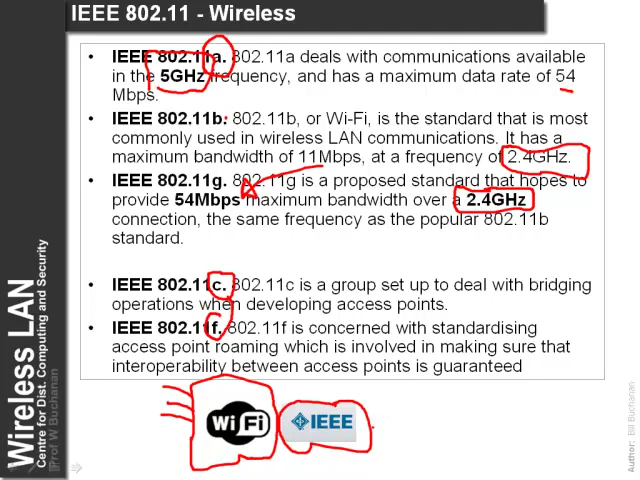 IEEE 802.11 - Wireless
• IEEE 802.11a. 802.11a deals with communications available
in the 5GHz frequency, and has a maximum data rate of 54
Mbps.
• IEEE 802.11b. 802.11b, or Wi-Fi, is the standard that is most
commonly used in wireless LAN communications. It has a
maximum bandwidth of 11Mbps, at a frequency of 2.4GHz.
• IEEE 802.11g. 802.11g is a proposed standard that hopes to
provide 54Mbps maximum bandwidth over a 2.4GHz
connection, the same frequency as the popular 802.11b
standard.
• IEEE 802.11c. 802.11c is a group set up to deal with bridging
operations when developing access points.
• IEEE 802.11f. 802.11f is concerned with standardising
access point roaming which is involved in making sure that
interoperability between access points is guaranteed
Wi Fi
IEEE
Wireless LAN
Centre for Dist. Computing and Security
Prof W Buchanan
Author: Bill Buchanan